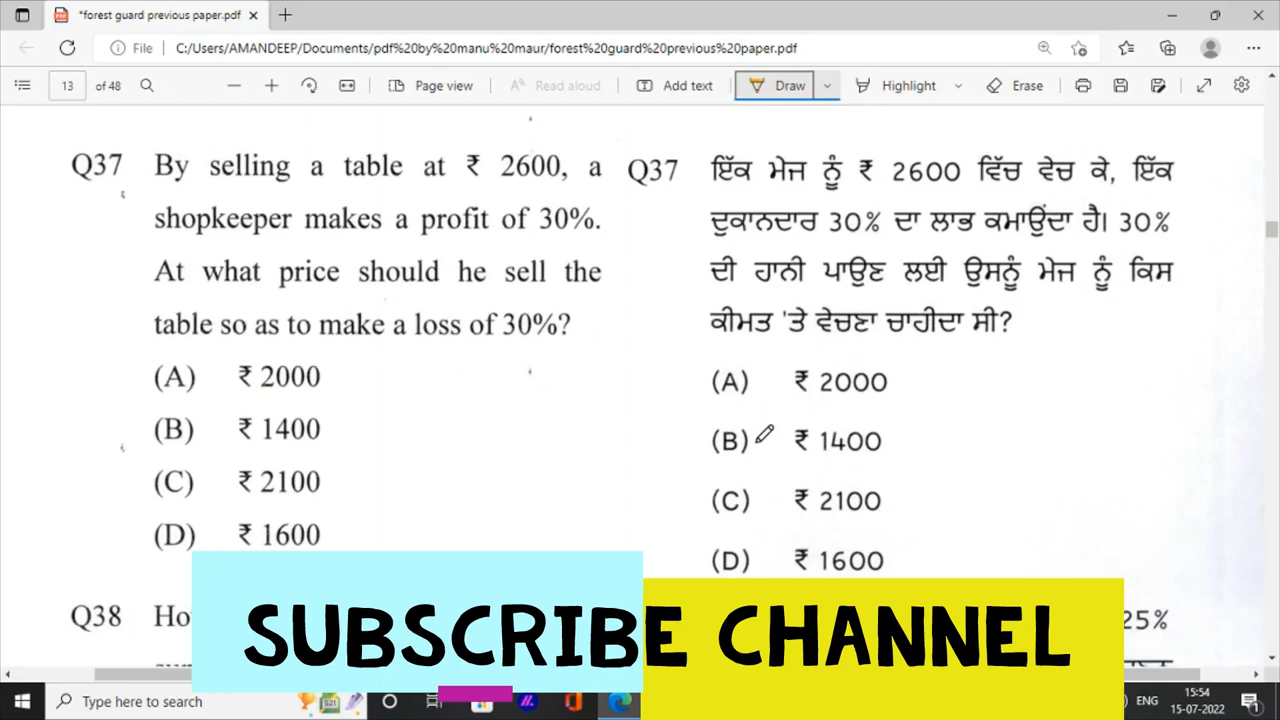 *forest guard previous paper.pdf
File
C:/Users/AMANDEEP/Documents/pdf%20by%20manu%20maur/forest%20guard%20previous%20paper.pdf
13 of 48
Page view
Read aloud
Add text
Draw
Highlight
Erase
Q37 By selling a table at ₹ 2600, a
shopkeeper makes a profit of 30%.
At what price should he sell the
table so as to make a loss of 30%?
(A) ₹ 2000
(B) ₹ 1400
(C) ₹ 2100
(D) ₹ 1600
Q37 ਇੱਕ ਮੇਜ ਨੂੰ ₹ 2600 ਵਿੱਚ ਵੇਚ ਕੇ, ਇੱਕ
ਦੁਕਾਨਦਾਰ 30% ਦਾ ਲਾਭ ਕਮਾਉਂਦਾ ਹੈ। 30%
ਦੀ ਹਾਨੀ ਪਾਉਣ ਲਈ ਉਸਨੂੰ ਮੇਜ ਨੂੰ ਕਿਸ
ਕੀਮਤ 'ਤੇ ਵੇਚਣਾ ਚਾਹੀਦਾ ਸੀ?
(A) ₹ 2000
(B) ₹ 1400
(C) ₹ 2100
(D) ₹ 1600
Q38
25%
SUBSCRIBE CHANNEL
Type here to search
ENG
15:54
15-07-2022